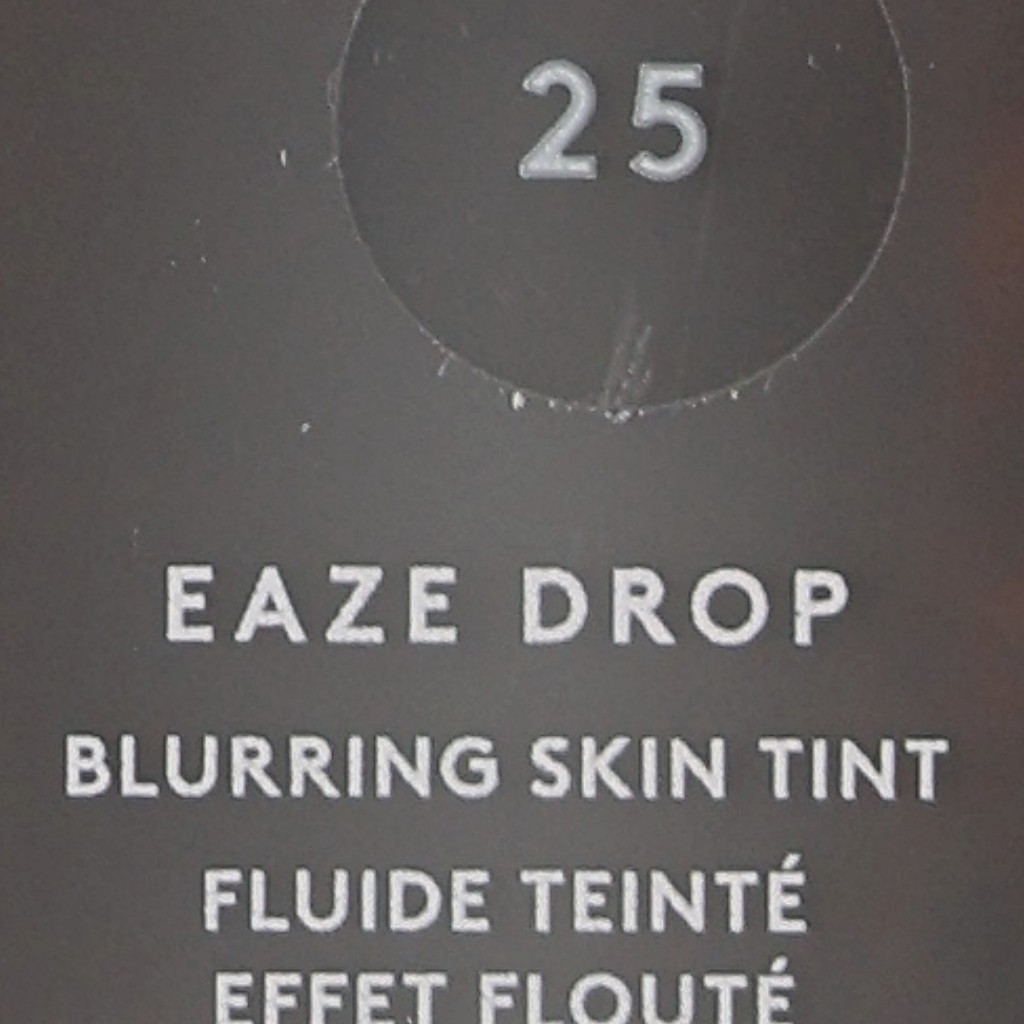 25
EAZE DROP
BLURRING SKIN TINT
FLUIDE TEINTÉ
EFFET FLOUTÉ